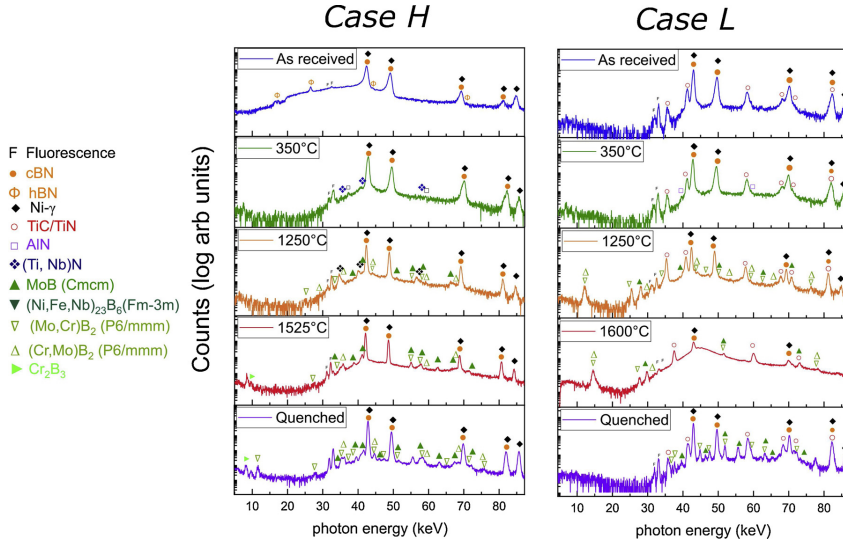 Case H
Case L
As received
As received
350°C
350°C
1250°C
1250°C
1525°C
1600°C
Quenched
Quenched
F Fluorescence
cBN
hBN
Ni-γ
TiC/TiN
AlN
(Ti, Nb)N
MoB (Cmcm)
(Ni,Fe,Nb)₂₃B₆(Fm-3m)
(Mo,Cr)B₂ (P6/mmm)
(Cr,Mo)B₂ (P6/mmm)
Cr₂B₃
Counts (log arb units)
10 20 30 40 50 60 70 80
10 20 30 40 50 60 70 80
photon energy (keV)
photon energy (keV)